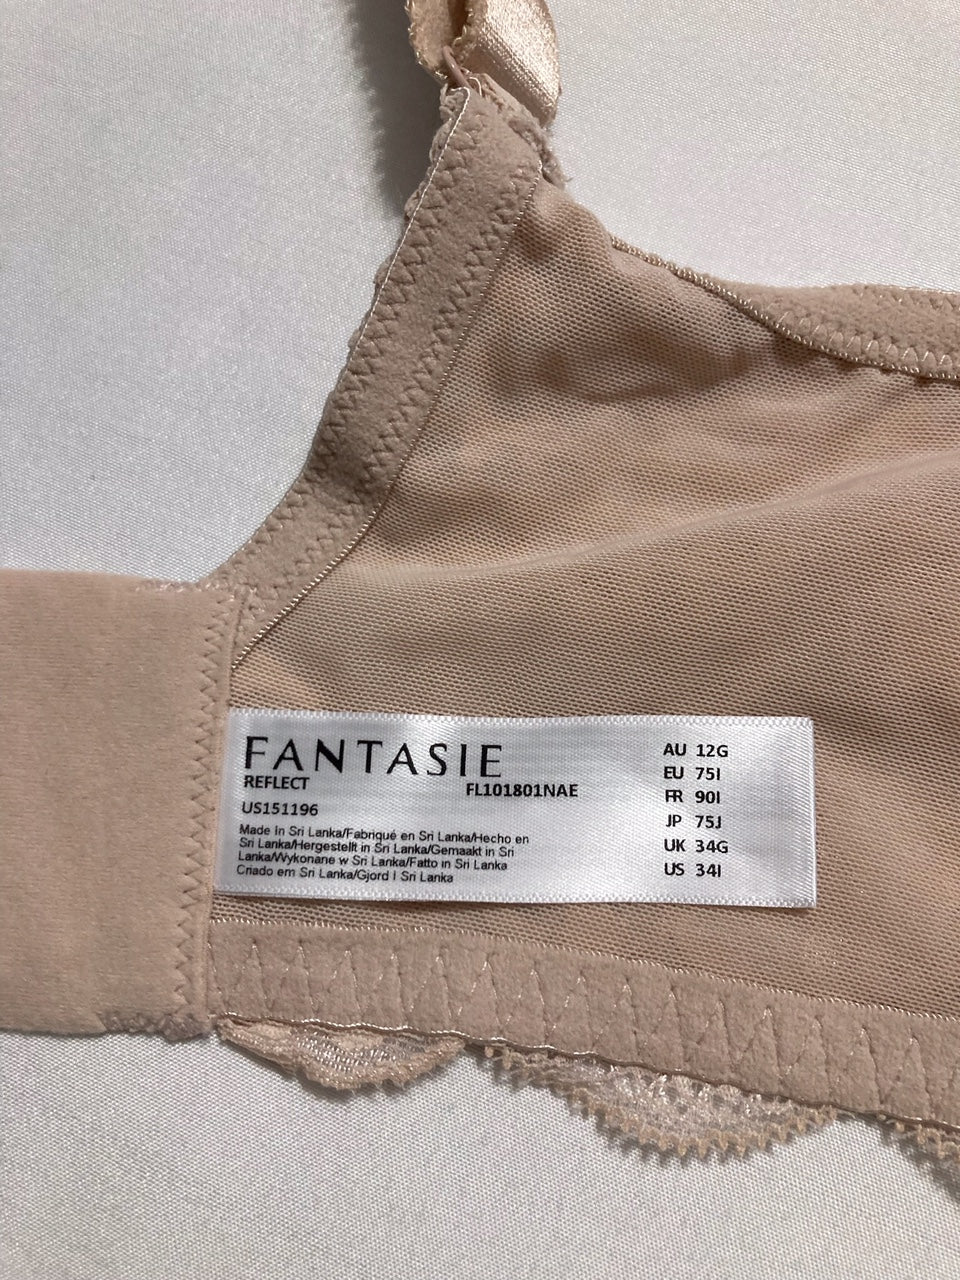 FANTASIE
REFLECT
FL101801NAE
US151196
Made In Sri Lanka/Fabriqué en Sri Lanka/Hecho en
Sri Lanka/Hergestellt in Sri Lanka/Gemaakt in Sri
Lanka/Wykonane w Sri Lanka/Fatto in Sri Lanka
Criado em Sri Lanka/Gjord I Sri Lanka
AU 12G
EU 75I
FR 90I
JP 75J
UK 34G
US 34I